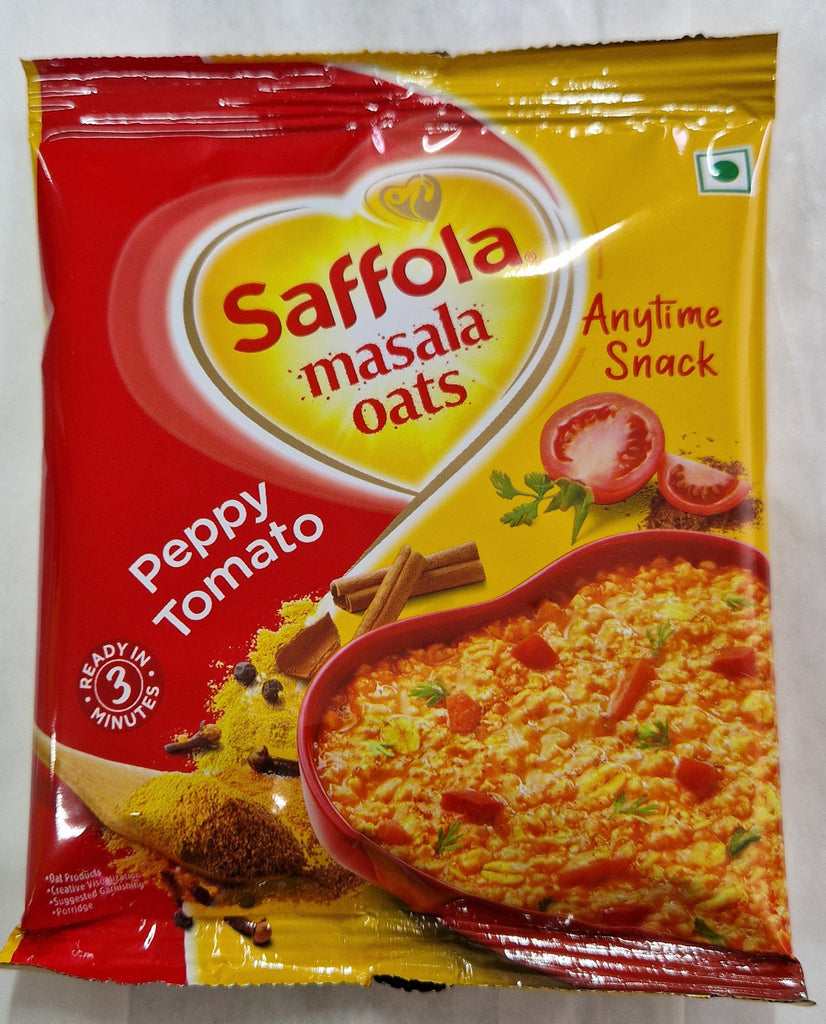 Saffola®
masala
oats
Anytime
Snack
Peppy
Tomato
READY IN
3
MINUTES
•Oat Product
•Creative Visualization
•Suggested Garnishing
•Porridge